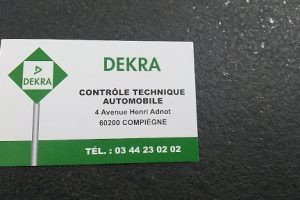 DEKRA
DEKRA
CONTRÔLE TECHNIQUE
AUTOMOBILE
4 Avenue Henri Adnot
60200 COMPIÈGNE
TÉL. : 03 44 23 02 02